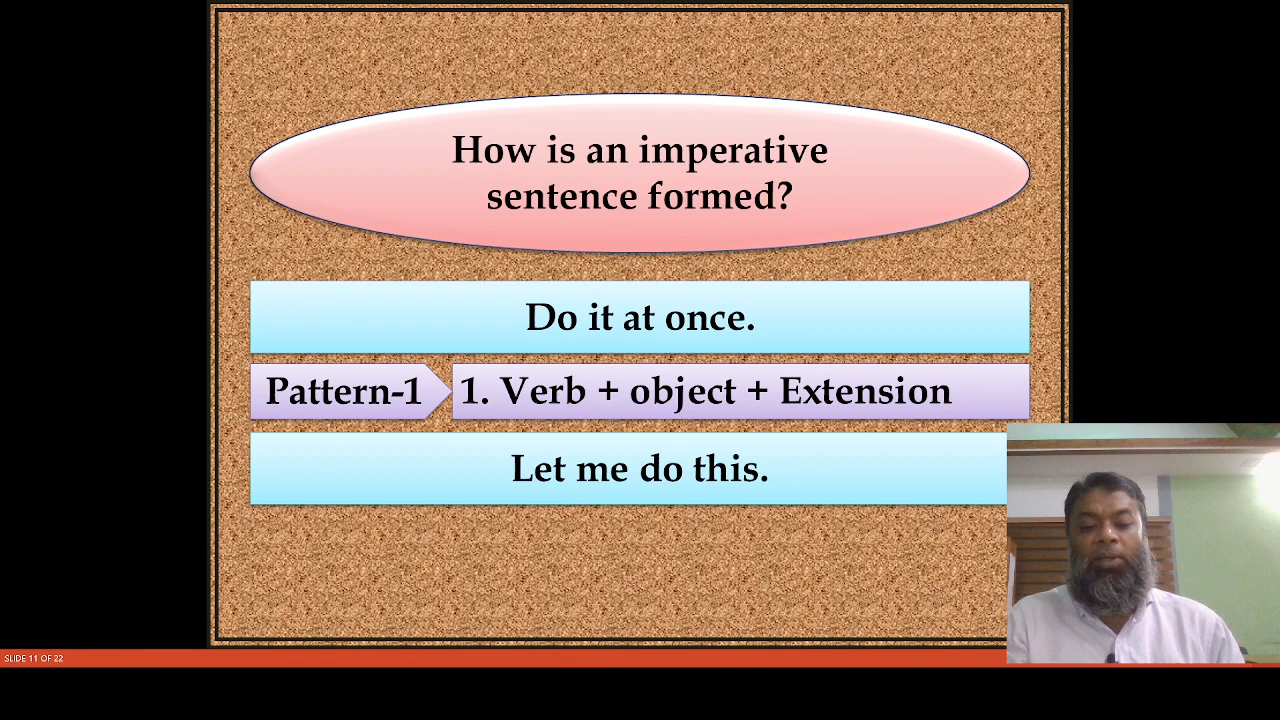 How is an imperative
sentence formed?
Do it at once.
Pattern-1 1. Verb + object + Extension
Let me do this.
SLIDE 11 OF 22